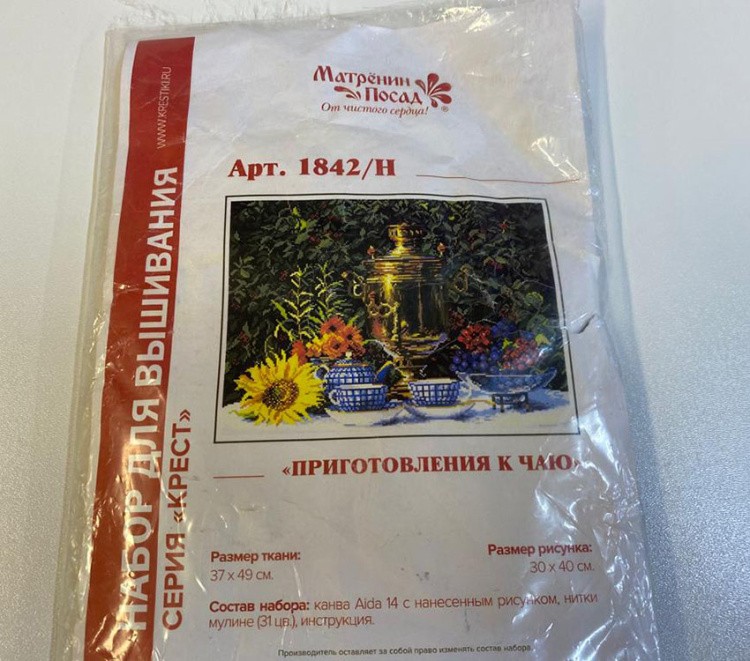 WWW.KRESTIKI.RU
НАБОР ДЛЯ ВЫШИВАНИЯ
СЕРИЯ «КРЕСТ»
Матрёнин
Посад
®
От чистого сердца!
Арт. 1842/Н
«ПРИГОТОВЛЕНИЯ К ЧАЮ»
Размер ткани:
37 x 49 см.
Размер рисунка:
30 x 40 см.
Состав набора: канва Aida 14 с нанесенным рисунком, нитки
мулине (31 цв.), инструкция.
Производитель оставляет за собой право изменять состав набора.